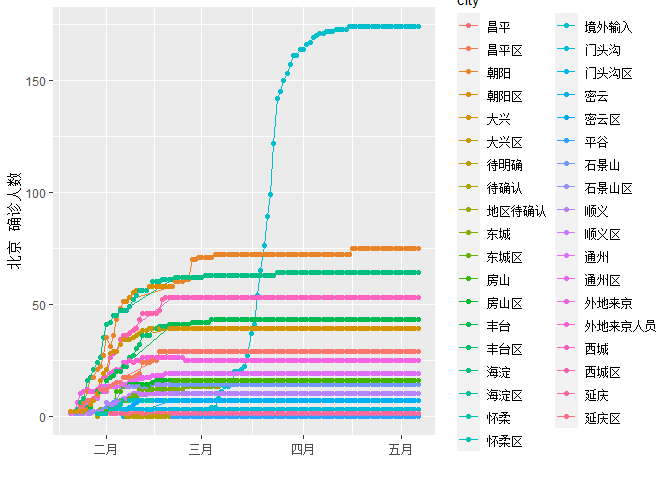 City
150
100
50
0
北京 确诊人数
二月
三月
四月
五月
昌平
昌平区
朝阳
朝阳区
大兴
大兴区
待明确
待确认
地区待确认
东城
东城区
房山
房山区
丰台
丰台区
海淀
海淀区
怀柔
怀柔区
境外输入
门头沟
门头沟区
密云
密云区
平谷
石景山
石景山区
顺义
顺义区
通州
通州区
外地来京
外地来京人员
西城
西城区
延庆
延庆区